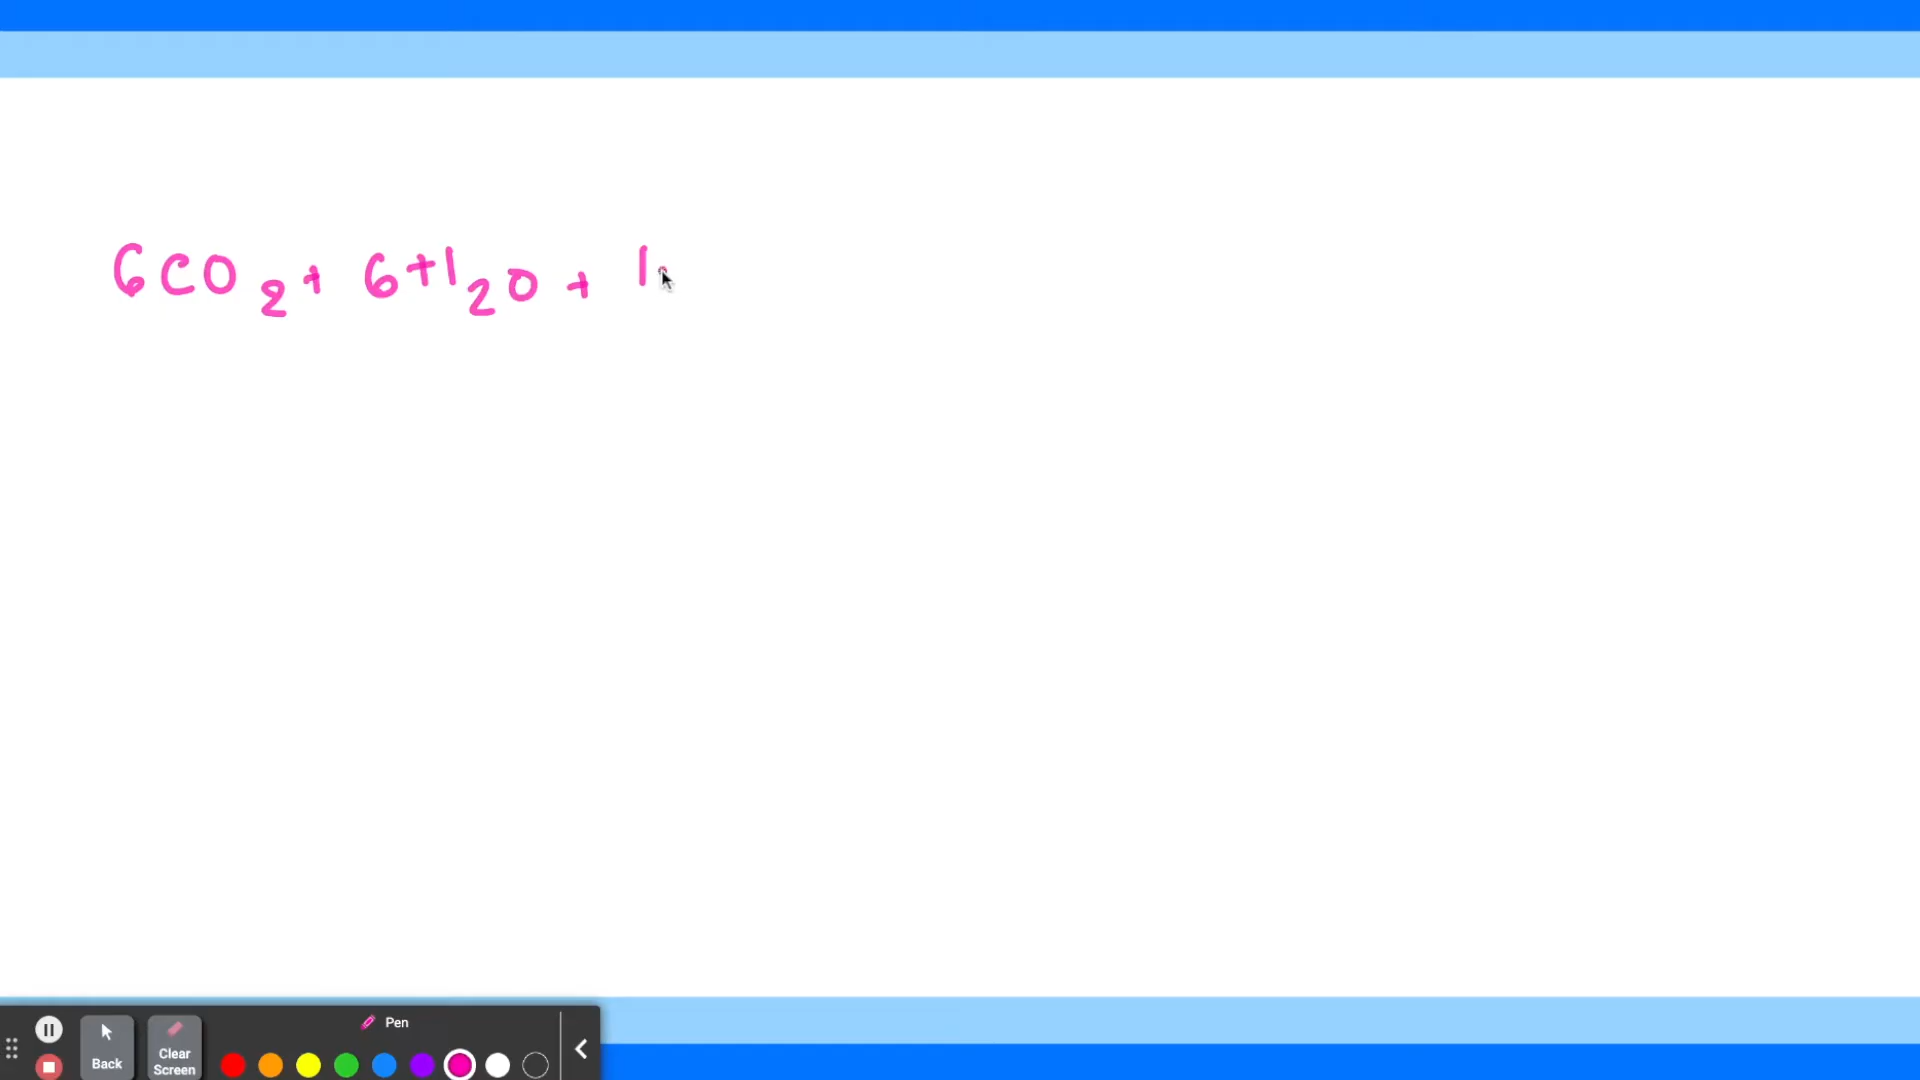 6CO₂ + 6H₂O + l
Pen
Back
Clear
Screen